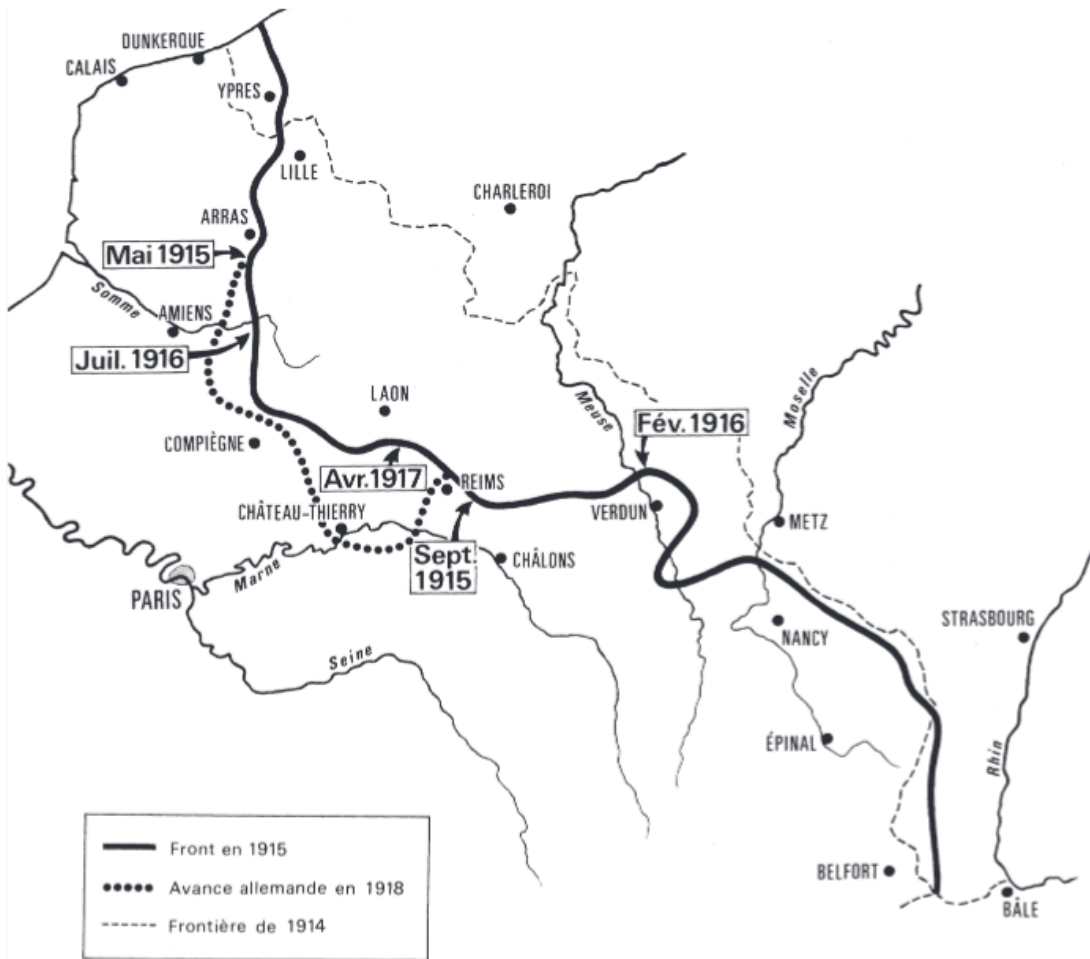 DUNKERQUE
CALAIS
YPRES
LILLE
CHARLEROI
ARRAS
Mai 1915
Somme
AMIENS
Juil. 1916
LAON
Meuse
Moselle
Fév. 1916
COMPIÈGNE
Avr. 1917
REIMS
VERDUN
METZ
CHÂTEAU-THIERRY
Sept.
1915
CHÂLONS
Marne
PARIS
NANCY
STRASBOURG
Seine
ÉPINAL
Rhin
BELFORT
BÂLE
Front en 1915
Avance allemande en 1918
Frontière de 1914